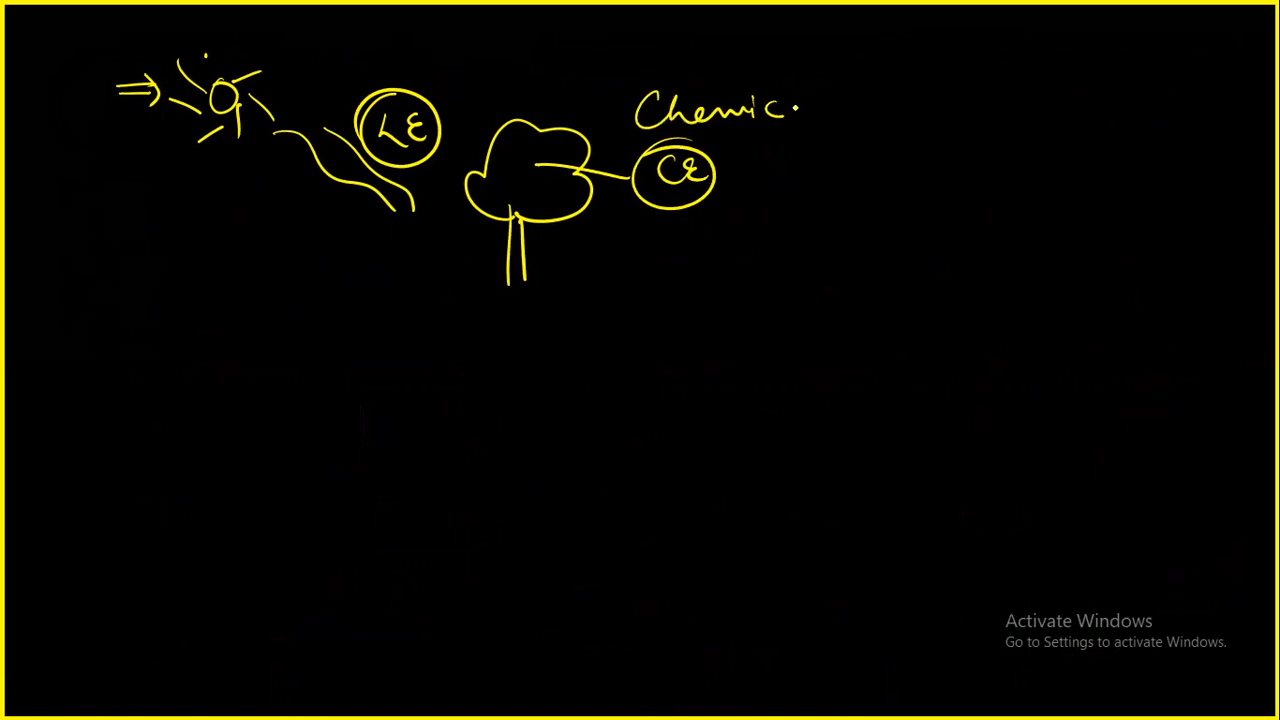 ⇒
LE
Chemic
CE
Activate Windows
Go to Settings to activate Windows.